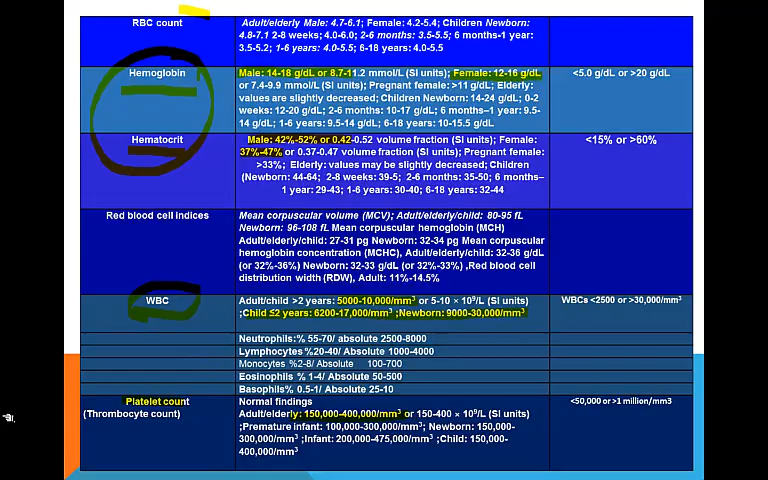 RBC count
Adult/elderly Male: 4.7-6.1; Female: 4.2-5.4; Children Newborn:
4.8-7.1 2-8 weeks; 4.0-6.0; 2-6 months: 3.5-5.5; 6 months-1 year:
3.5-5.2; 1-6 years: 4.0-5.5; 6-18 years: 4.0-5.5
Hemoglobin
Male: 14-18 g/dL or 8.7-11.2 mmol/L (SI units); Female: 12-16 g/dL
or 7.4-9.9 mmol/L (SI units); Pregnant female: >11 g/dL; Elderly:
values are slightly decreased; Children Newborn: 14-24 g/dL; 0-2
weeks: 12-20 g/dL; 2-6 months: 10-17 g/dL; 6 months–1 year: 9.5-
14 g/dL; 1-6 years: 9.5-14 g/dL; 6-18 years: 10-15.5 g/dL
<5.0 g/dL or >20 g/dL
Hematocrit
Male: 42%-52% or 0.42-0.52 volume fraction (SI units); Female:
37%-47% or 0.37-0.47 volume fraction (SI units); Pregnant female:
>33%; Elderly: values may be slightly decreased; Children
(Newborn: 44-64; 2-8 weeks: 39-5; 2-6 months: 35-50; 6 months–
1 year: 29-43; 1-6 years: 30-40; 6-18 years: 32-44
<15% or >60%
Red blood cell indices
Mean corpuscular volume (MCV); Adult/elderly/child: 80-95 fL
Newborn: 96-108 fL Mean corpuscular hemoglobin (MCH)
Adult/elderly/child: 27-31 pg Newborn: 32-34 pg Mean corpuscular
hemoglobin concentration (MCHC), Adult/elderly/child: 32-36 g/dL
(or 32%-36%) Newborn: 32-33 g/dL (or 32%-33%) ,Red blood cell
distribution width (RDW), Adult: 11%-14.5%
WBC
Adult/child >2 years: 5000-10,000/mm³ or 5-10 × 10⁹/L (SI units)
;Child ≤2 years: 6200-17,000/mm³ ;Newborn: 9000-30,000/mm³
WBCs <2500 or >30,000/mm³
Neutrophils:% 55-70/ absolute 2500-8000
Lymphocytes %20-40/ Absolute 1000-4000
Monocytes %2-8/ Absolute 100-700
Eosinophils % 1-4/ Absolute 50-500
Basophils% 0.5-1/ Absolute 25-10
Platelet count
(Thrombocyte count)
Normal findings
Adult/elderly: 150,000-400,000/mm³ or 150-400 × 10⁹/L (SI units)
;Premature infant: 100,000-300,000/mm³; Newborn: 150,000-
300,000/mm³ ;Infant: 200,000-475,000/mm³ ;Child: 150,000-
400,000/mm³
<50,000 or >1 million/mm3